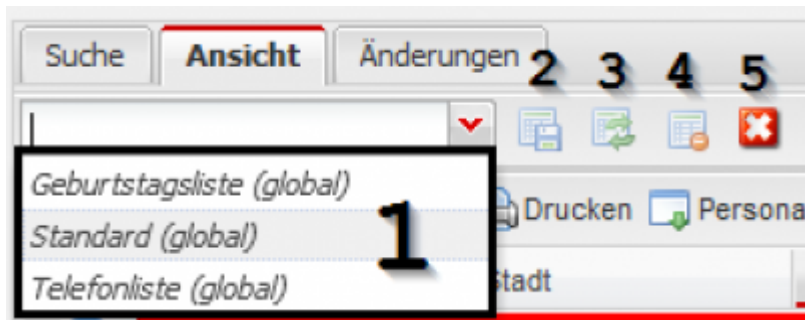 Suche Ansicht Änderungen
2 3 4 5
Geburtstagsliste (global)
Standard (global)
Telefonliste (global)
1
Drucken Persona
Stadt